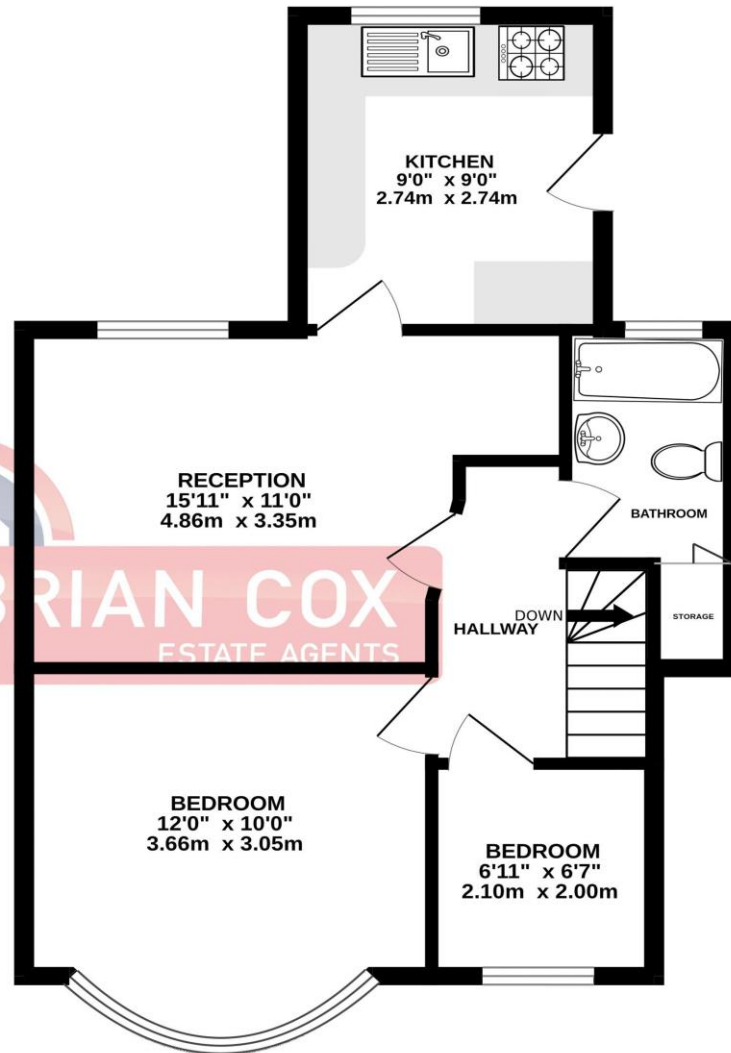 KITCHEN
9'0" x 9'0"
2.74m x 2.74m
RECEPTION
15'11" x 11'0"
4.86m x 3.35m
BATHROOM
BRIAN COX
ESTATE AGENTS
DOWN
HALLWAY
STORAGE
BEDROOM
12'0" x 10'0"
3.66m x 3.05m
BEDROOM
6'11" x 6'7"
2.10m x 2.00m